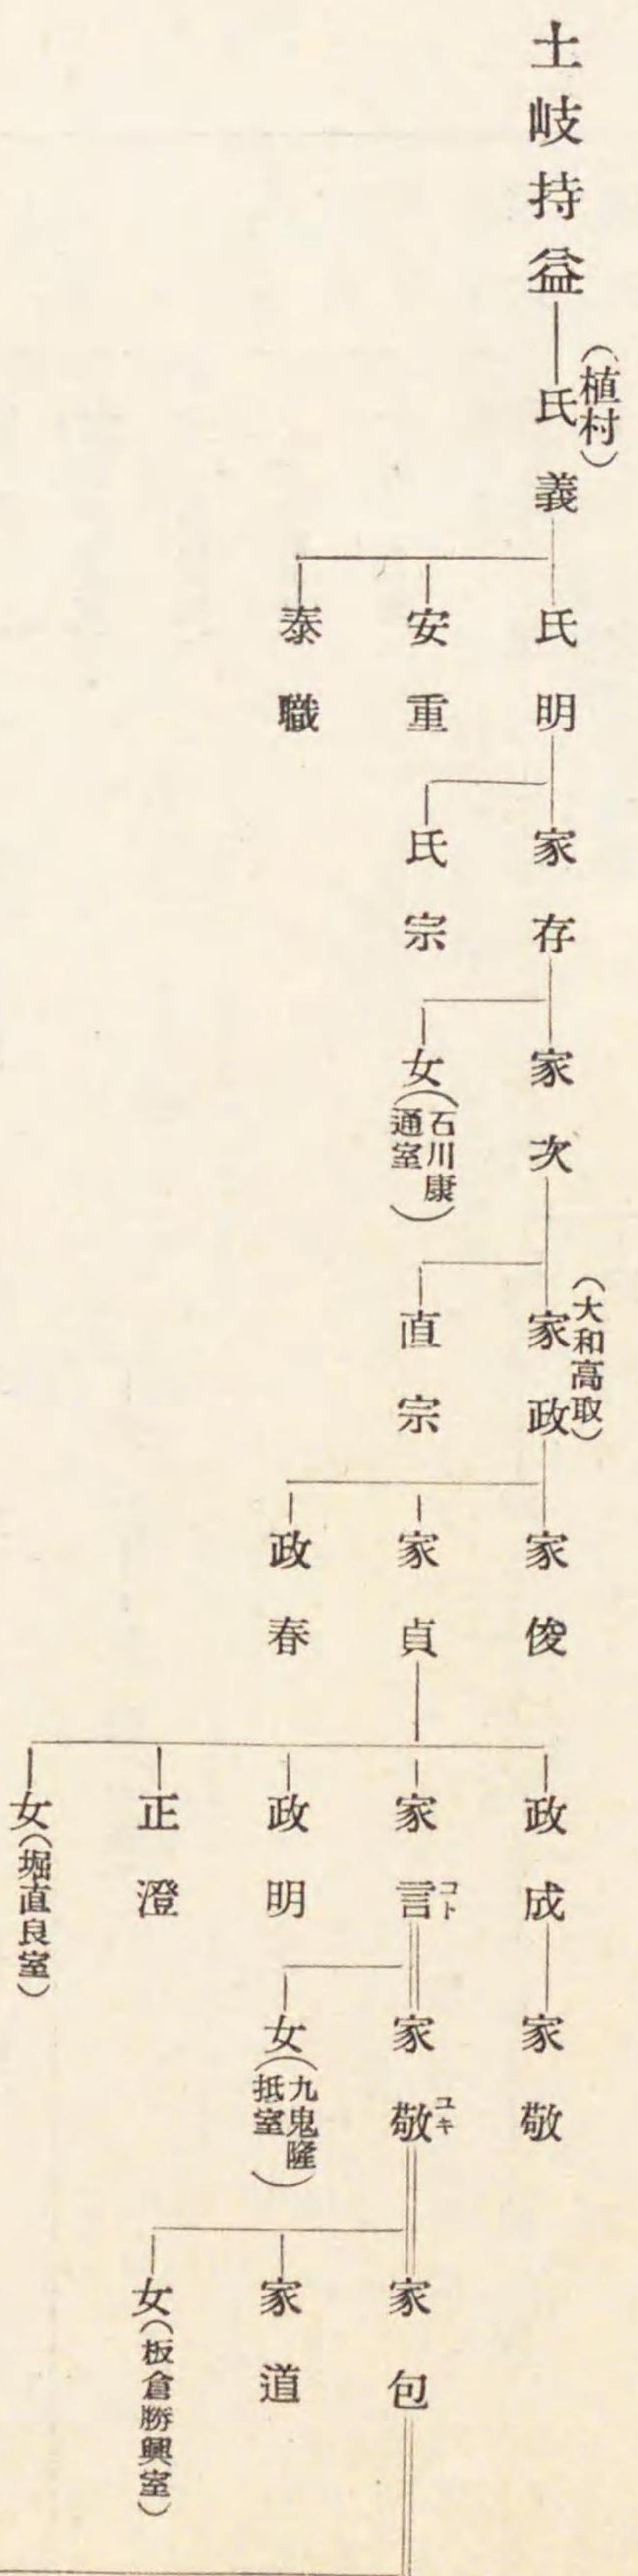 土岐持益
(植村)
氏義
氏明
安重
泰職
家存
氏宗
家次
女(石川康通室)
(大和高取)
家政
直宗
家俊
家貞
政春
政成
家言コト
政明
正澄
女(堀直良室)
家敬
家敬ユキ
女(九鬼隆抵室)
家包
家道
女(板倉勝興室)